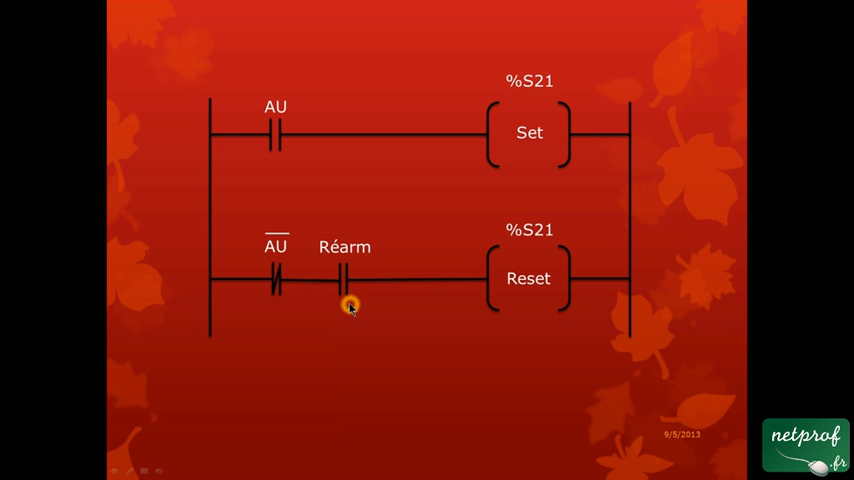 %S21
AU
Set
%S21
AU Réarm
Reset
9/5/2013
netprof
.fr